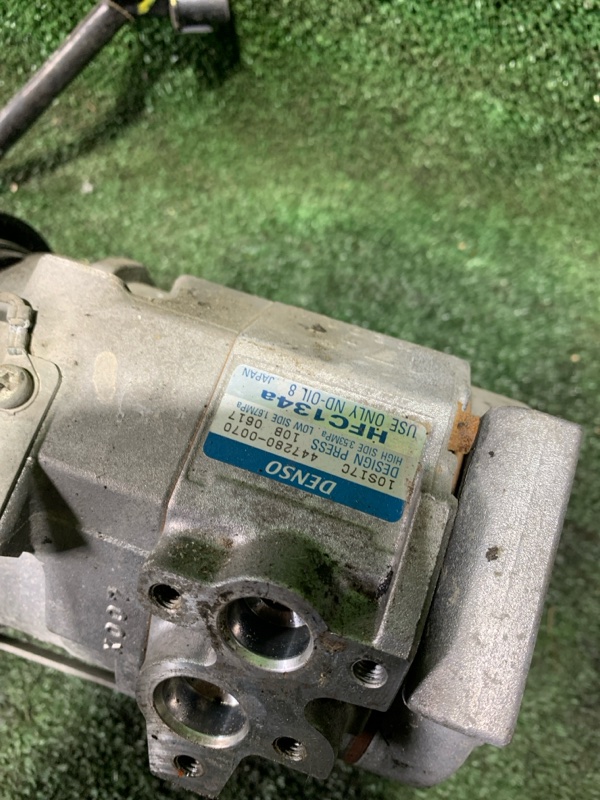 DENSO
10S17C
447280-0070
DESIGN PRESS 10B 0617
HIGH SIDE 3.53MPa, LOW SIDE 1.67MPa
HFC134a
USE ONLY ND-OIL 8
JAPAN